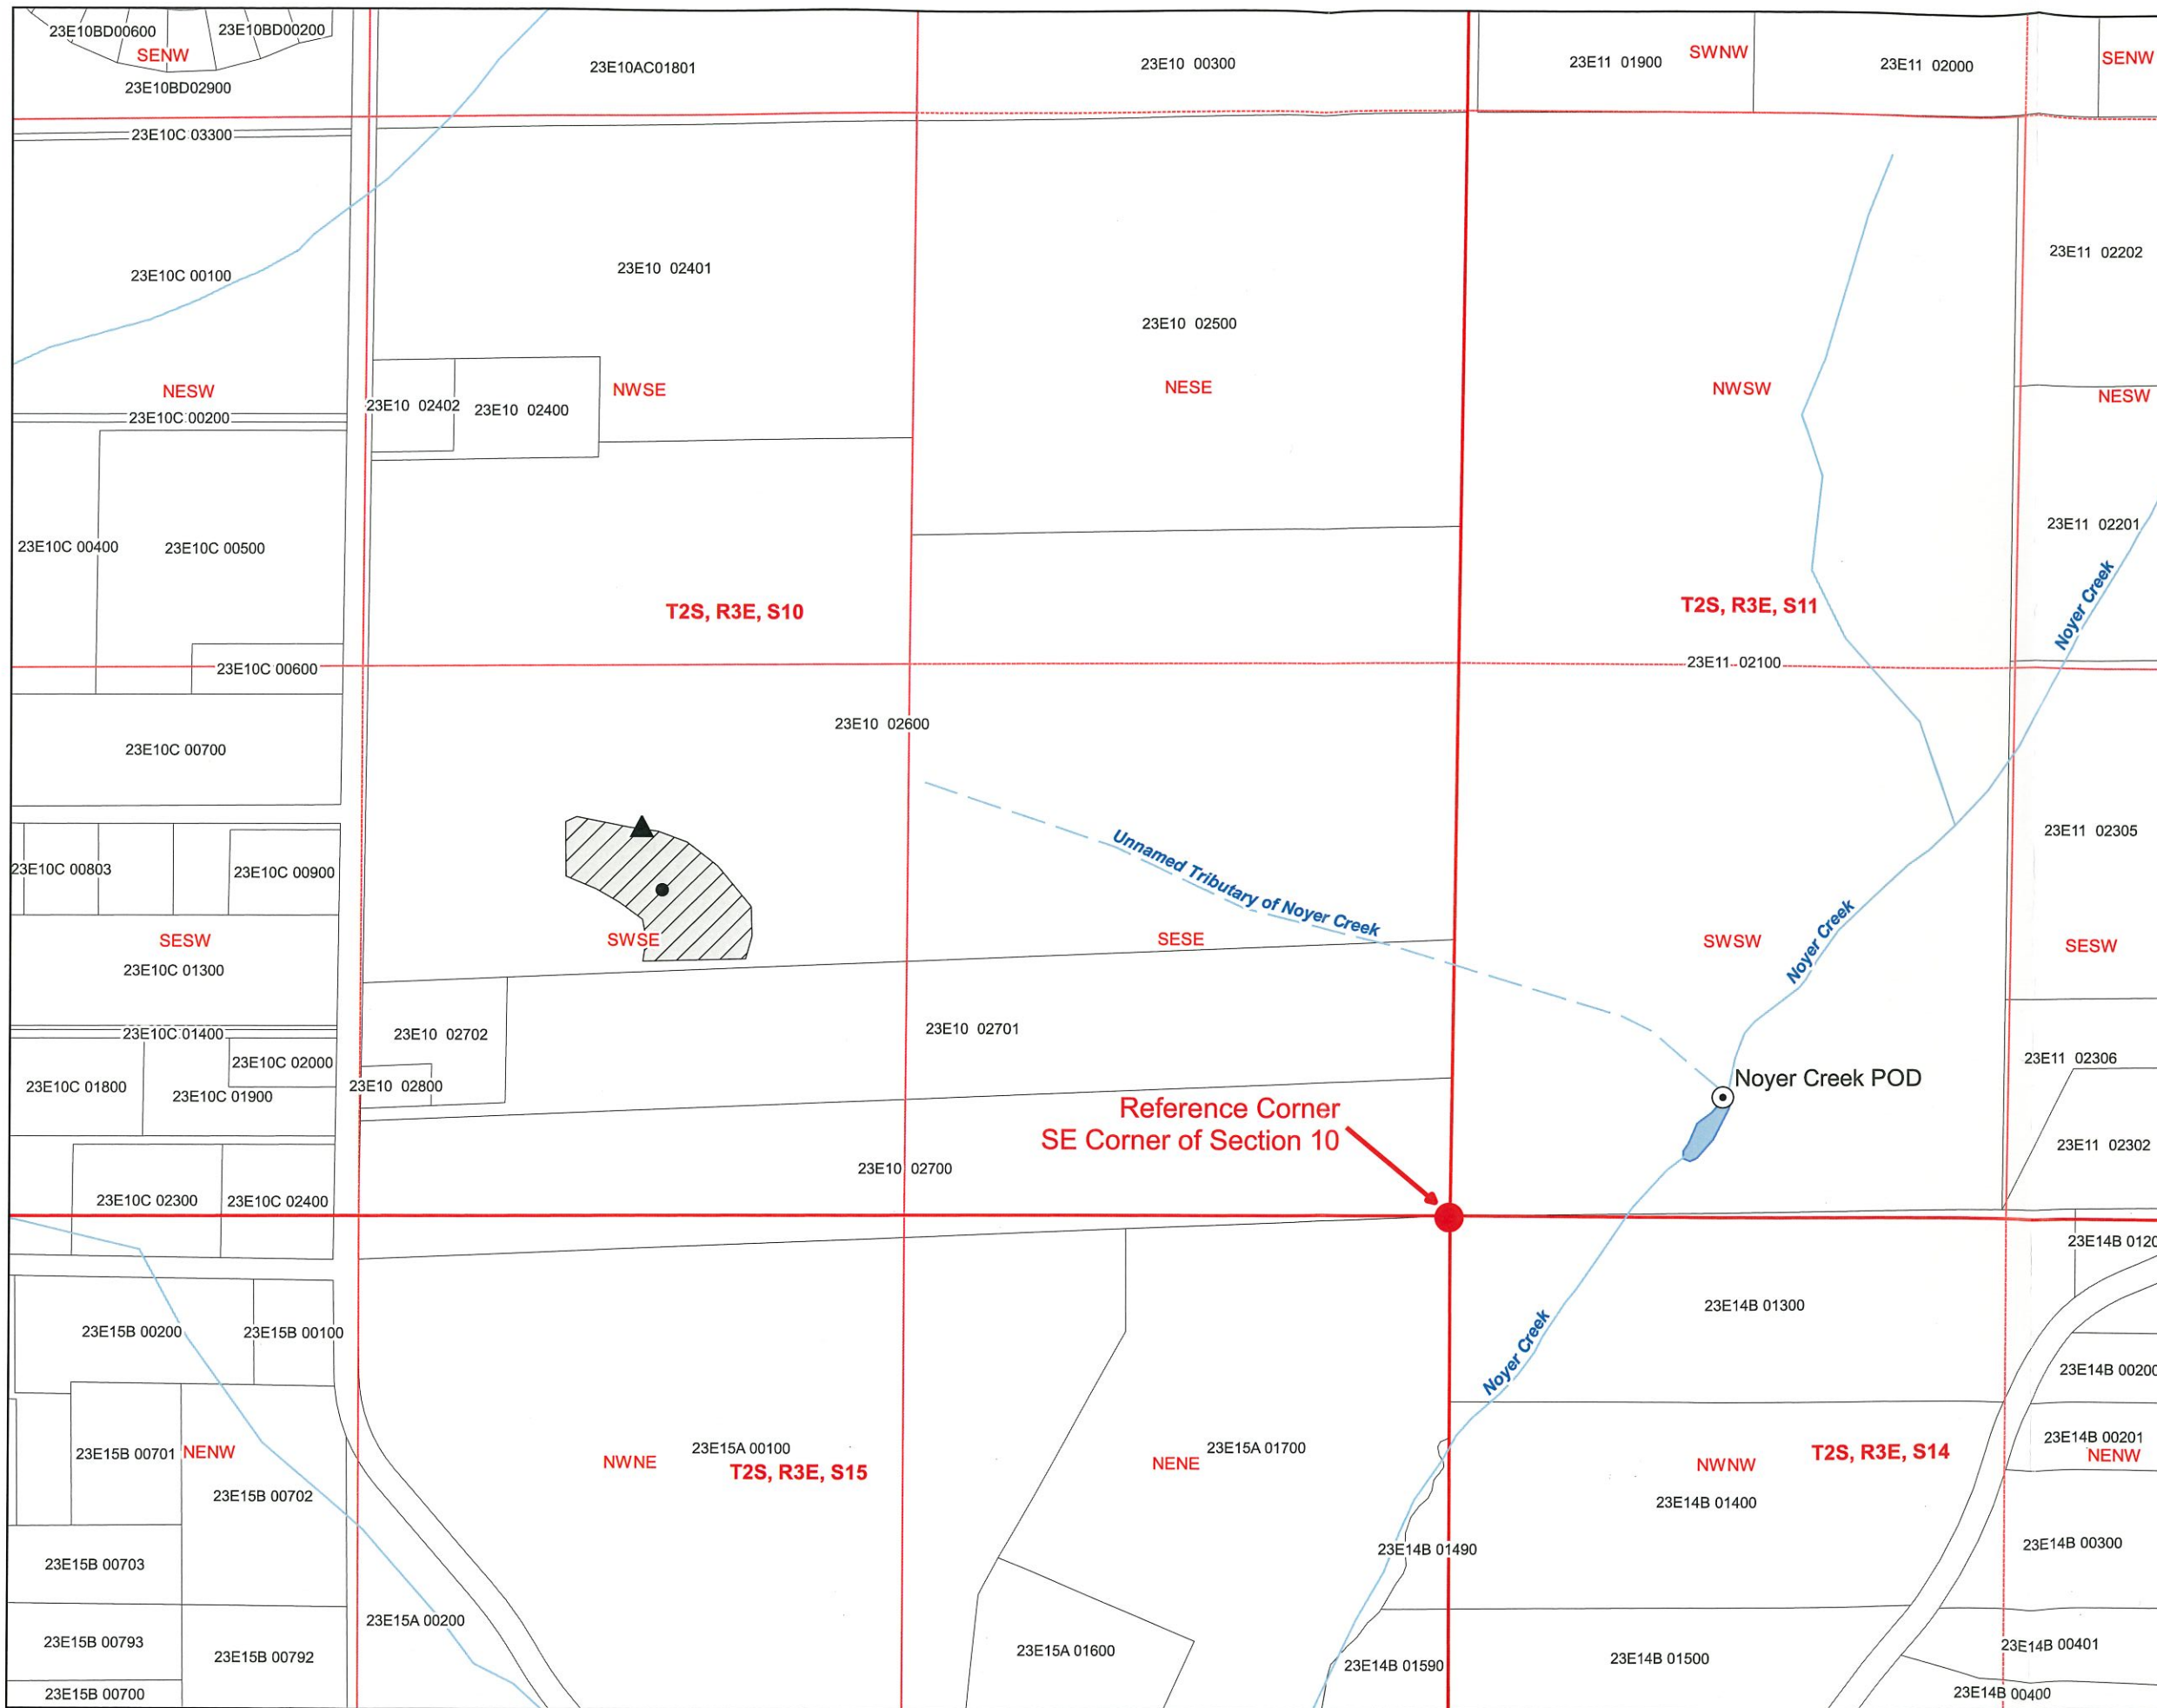 23E10BD00600
23E10BD00200
SENW
23E10BD02900
23E10AC01801
23E10 00300
23E11 01900
SWNW
23E11 02000
SENW
23E10C 03300
23E10C 00100
23E10 02401
23E10 02500
23E11 02202
NESW
23E10C 00200
23E10 02402
23E10 02400
NWSE
NESE
NWSW
NESW
23E10C 00400
23E10C 00500
23E11 02201
Noyer Creek
T2S, R3E, S10
T2S, R3E, S11
23E10C 00600
23E11 02100
23E10C 00700
23E10 02600
23E11 02305
Unnamed Tributary of Noyer Creek
23E10C 00803
23E10C 00900
Noyer Creek
SESW
SWSE
SESE
SWSW
SESW
23E10C 01300
23E10C 01400
23E10 02702
23E10 02701
23E10C 02000
23E11 02306
23E10C 01800
23E10C 01900
23E10 02800
Noyer Creek POD
Reference Corner
SE Corner of Section 10
23E11 02302
23E10 02700
23E10C 02300
23E10C 02400
23E14B 0120
23E15B 00200
23E15B 00100
23E14B 01300
Noyer Creek
23E14B 00200
23E15B 00701
NENW
NWNE
23E15A 00100
T2S, R3E, S15
NENE
23E15A 01700
NWNW
T2S, R3E, S14
23E14B 00201
NENW
23E15B 00702
23E14B 01400
23E15B 00703
23E14B 01490
23E14B 00300
23E15A 00200
23E15B 00793
23E15B 00792
23E15A 01600
23E14B 01590
23E14B 01500
23E14B 00401
23E15B 00700
23E14B 00400